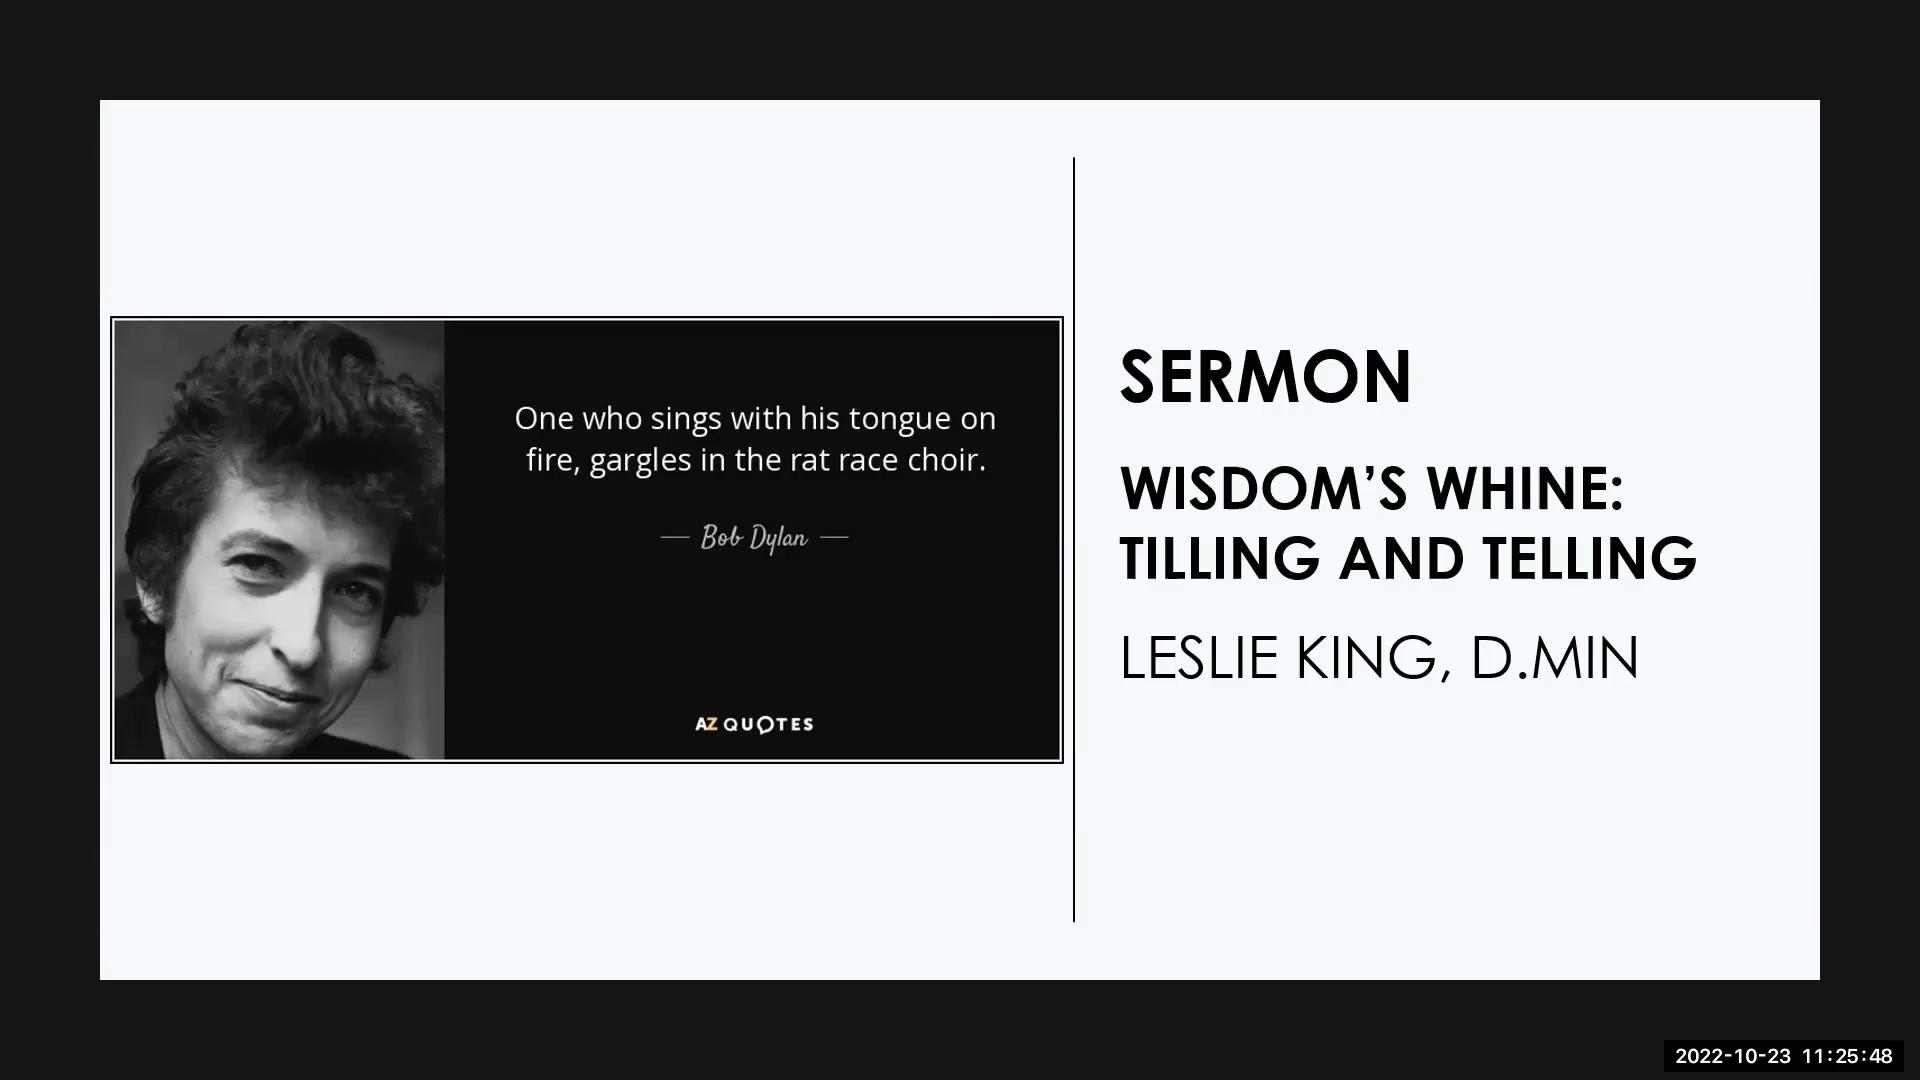 One who sings with his tongue on
fire, gargles in the rat race choir.
— Bob Dylan —
AZ QUOTES
SERMON
WISDOM’S WHINE:
TILLING AND TELLING
LESLIE KING, D.MIN
2022-10-23 11:25:48